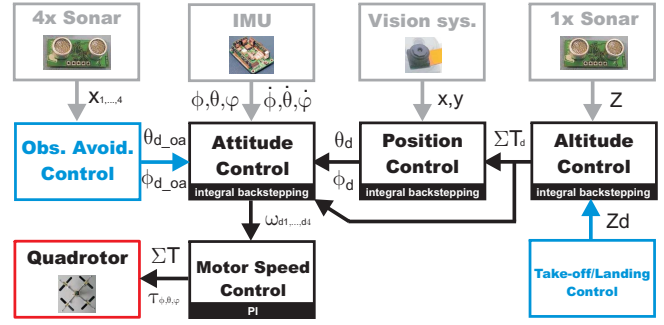 4x Sonar
IMU
Vision sys.
1x Sonar
x1,...,4
ϕ,θ,φ
ϕ̇,θ̇,φ̇
x,y
Z
Obs. Avoid.
Control
θd_oa
ϕd_oa
Attitude
Control
integral backstepping
θd
ϕd
Position
Control
integral backstepping
ΣTd
Altitude
Control
integral backstepping
ωd1,...,d4
Zd
Quadrotor
ΣT
τϕ,θ,φ
Motor Speed
Control
PI
Take-off/Landing
Control